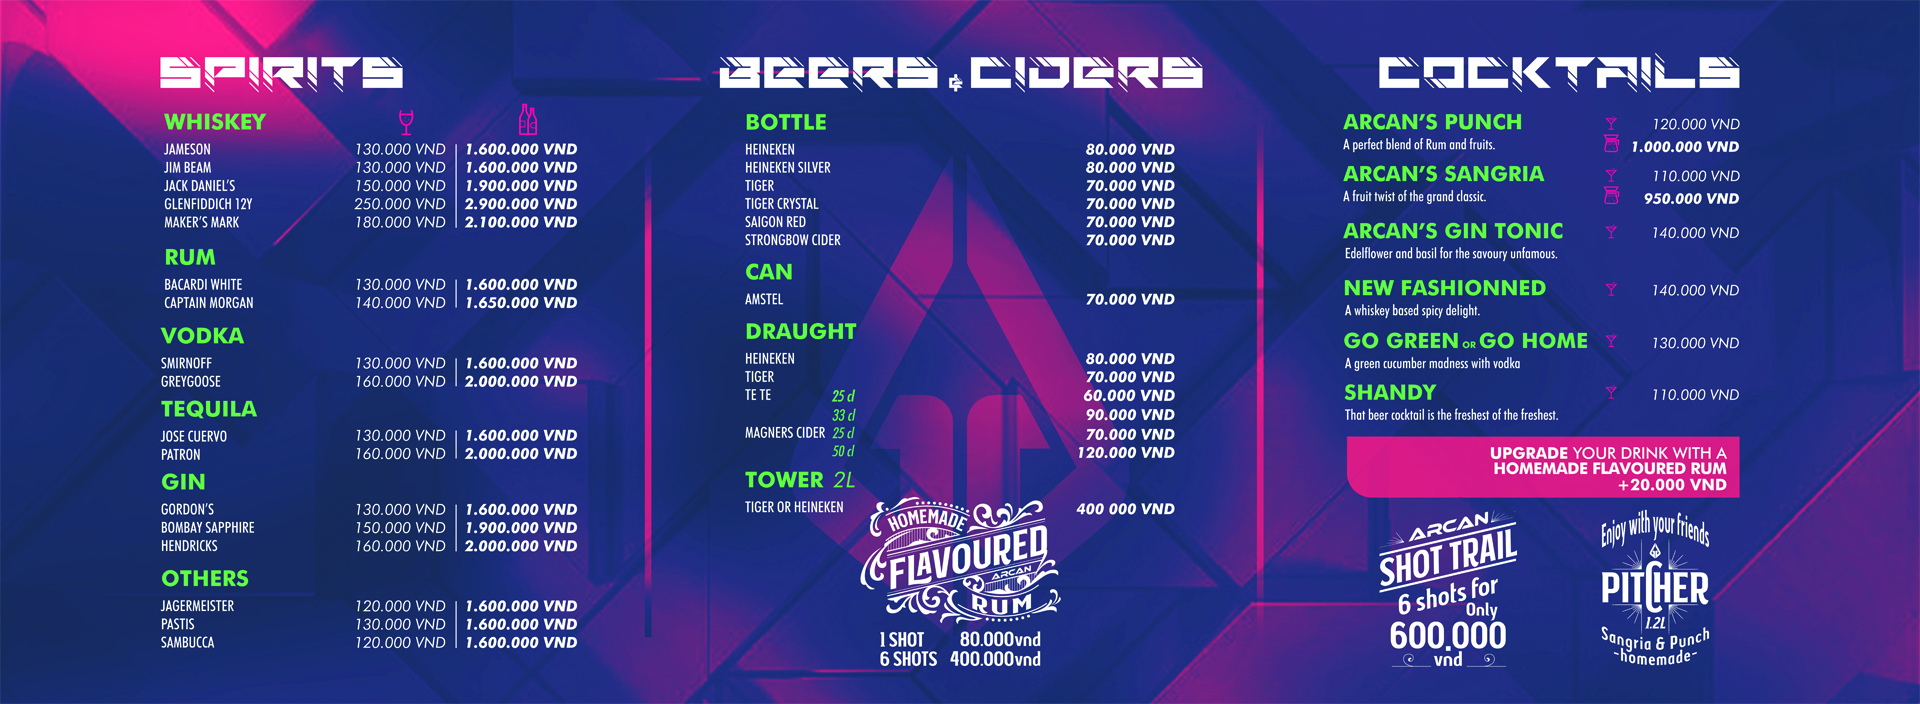 SPIRITS
WHISKEY
JAMESON 130.000 VND 1.600.000 VND
JIM BEAM 130.000 VND 1.600.000 VND
JACK DANIEL'S 150.000 VND 1.900.000 VND
GLENFIDDICH 12Y 250.000 VND 2.900.000 VND
MAKER'S MARK 180.000 VND 2.100.000 VND
RUM
BACARDI WHITE 130.000 VND 1.600.000 VND
CAPTAIN MORGAN 140.000 VND 1.650.000 VND
VODKA
SMIRNOFF 130.000 VND 1.600.000 VND
GREYGOOSE 160.000 VND 2.000.000 VND
TEQUILA
JOSE CUERVO 130.000 VND 1.600.000 VND
PATRON 160.000 VND 2.000.000 VND
GIN
GORDON'S 130.000 VND 1.600.000 VND
BOMBAY SAPPHIRE 150.000 VND 1.900.000 VND
HENDRICKS 160.000 VND 2.000.000 VND
OTHERS
JAGERMEISTER 120.000 VND 1.600.000 VND
PASTIS 130.000 VND 1.600.000 VND
SAMBUCCA 120.000 VND 1.600.000 VND
BEERS & CIDERS
BOTTLE
HEINEKEN 80.000 VND
HEINEKEN SILVER 80.000 VND
TIGER 70.000 VND
TIGER CRYSTAL 70.000 VND
SAIGON RED 70.000 VND
STRONGBOW CIDER 70.000 VND
CAN
AMSTEL 70.000 VND
DRAUGHT
HEINEKEN 80.000 VND
TIGER 70.000 VND
TE TE 25 cl 60.000 VND
33 cl 90.000 VND
MAGNERS CIDER 25 cl 70.000 VND
50 cl 120.000 VND
TOWER 2L
TIGER OR HEINEKEN 400 000 VND
HOMEMADE
FLAVOURED
ARCAN
RUM
1 SHOT 80.000vnd
6 SHOTS 400.000vnd
COCKTAILS
ARCAN'S PUNCH 120.000 VND
A perfect blend of Rum and fruits. 1.000.000 VND
ARCAN'S SANGRIA 110.000 VND
A fruit twist of the grand classic. 950.000 VND
ARCAN'S GIN TONIC 140.000 VND
Edelflower and basil for the savoury unfamous.
NEW FASHIONNED 140.000 VND
A whiskey based spicy delight.
GO GREEN OR GO HOME 130.000 VND
A green cucumber madness with vodka
SHANDY 110.000 VND
That beer cocktail is the freshest of the freshest.
UPGRADE YOUR DRINK WITH A
HOMEMADE FLAVOURED RUM
+20.000 VND
ARCAN
SHOT TRAIL
6 shots for
Only
600.000
vnd
Enjoy with your friends
PITCHER
1.2L
Sangria & Punch
-homemade-